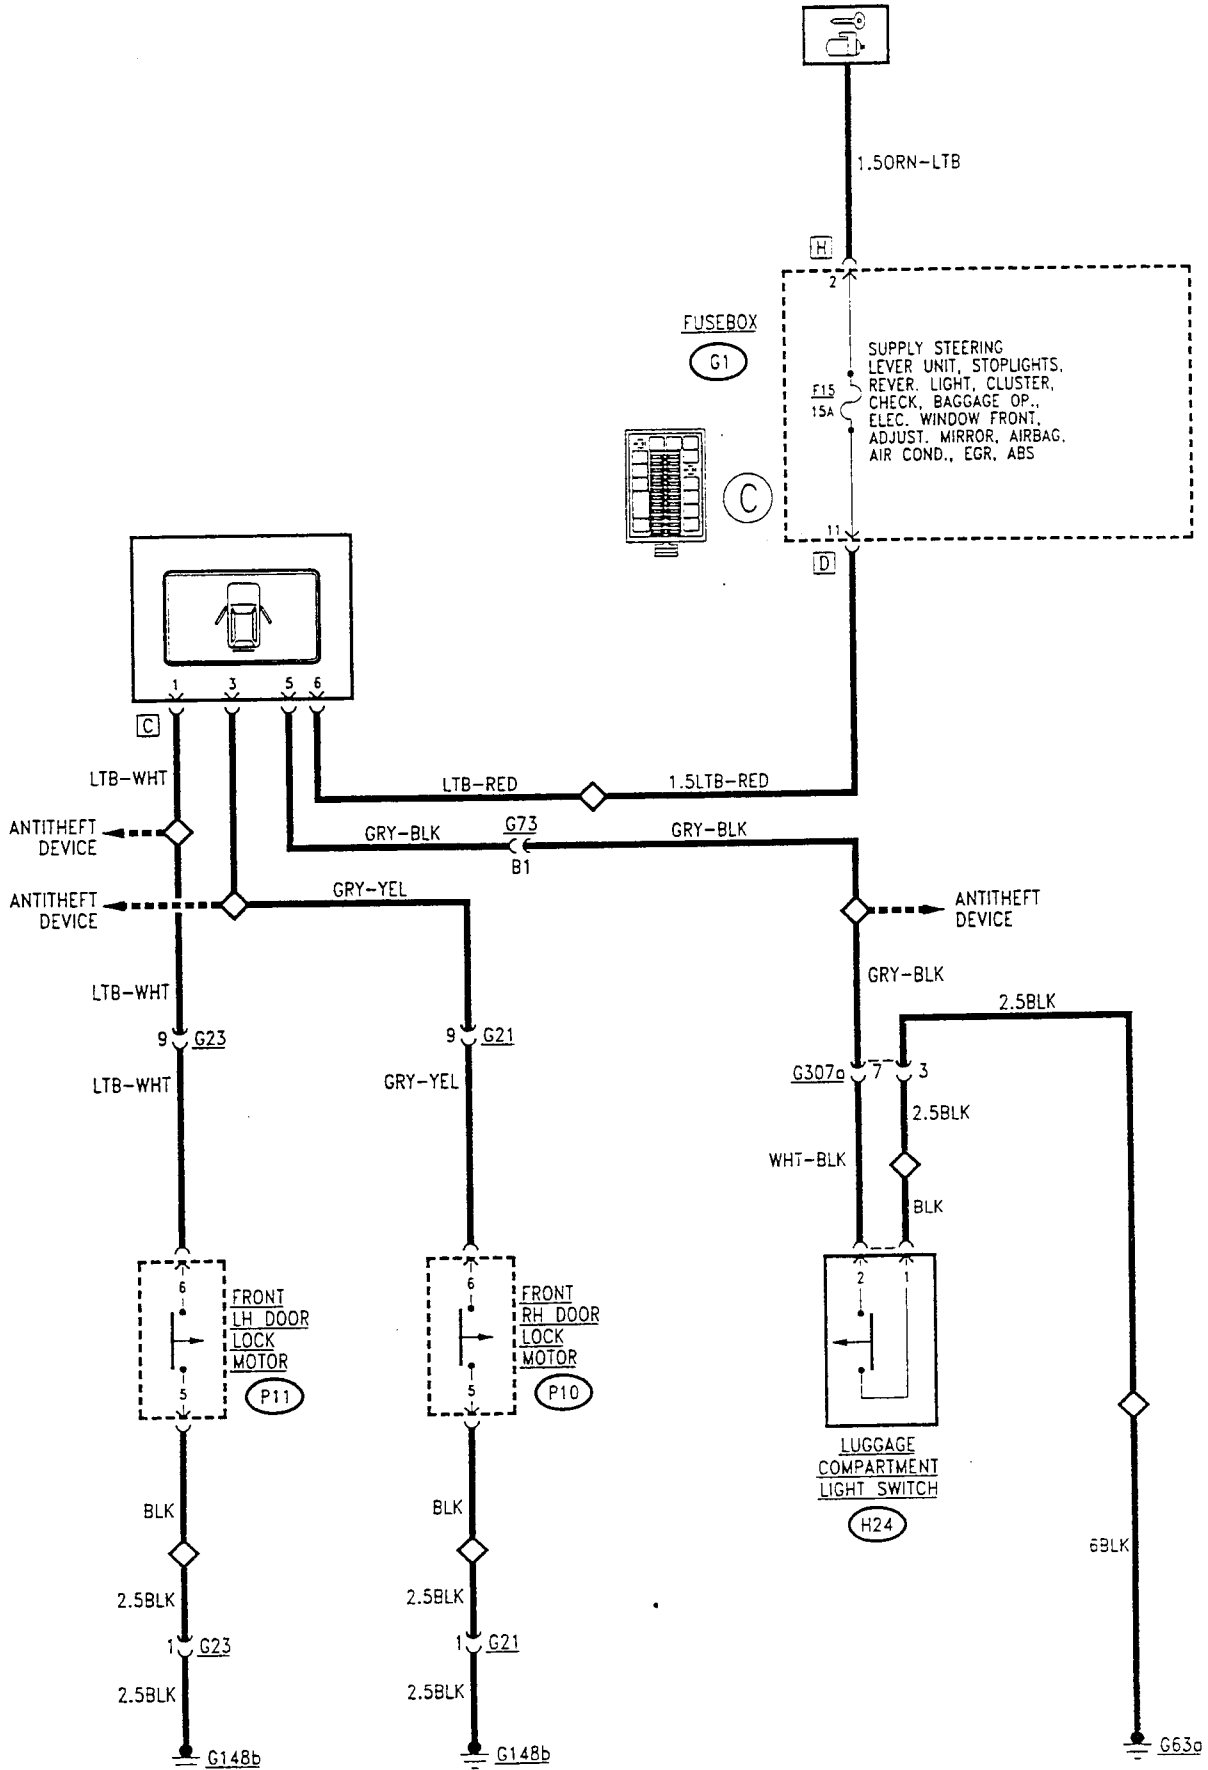 1.5ORN-LTB
H
2
FUSEBOX
G1
SUPPLY STEERING
LEVER UNIT, STOPLIGHTS,
REVER. LIGHT, CLUSTER,
CHECK, BAGGAGE OP.,
ELEC. WINDOW FRONT,
ADJUST. MIRROR, AIRBAG,
AIR COND., EGR, ABS
F15
15A
C
11
D
1 3 5 6
C
LTB-WHT
LTB-RED
1.5LTB-RED
ANTITHEFT
DEVICE
GRY-BLK
G73
B1
GRY-BLK
ANTITHEFT
DEVICE
GRY-YEL
ANTITHEFT
DEVICE
LTB-WHT
GRY-BLK
2.5BLK
9 G23
9 G21
LTB-WHT
GRY-YEL
G307a 7 3
2.5BLK
WHT-BLK
BLK
6
FRONT
LH DOOR
LOCK
MOTOR
5
P11
6
FRONT
RH DOOR
LOCK
MOTOR
5
P10
2 1
LUGGAGE
COMPARTMENT
LIGHT SWITCH
H24
BLK
BLK
6BLK
2.5BLK
2.5BLK
1 G23
1 G21
2.5BLK
2.5BLK
G148b
G148b
G63a